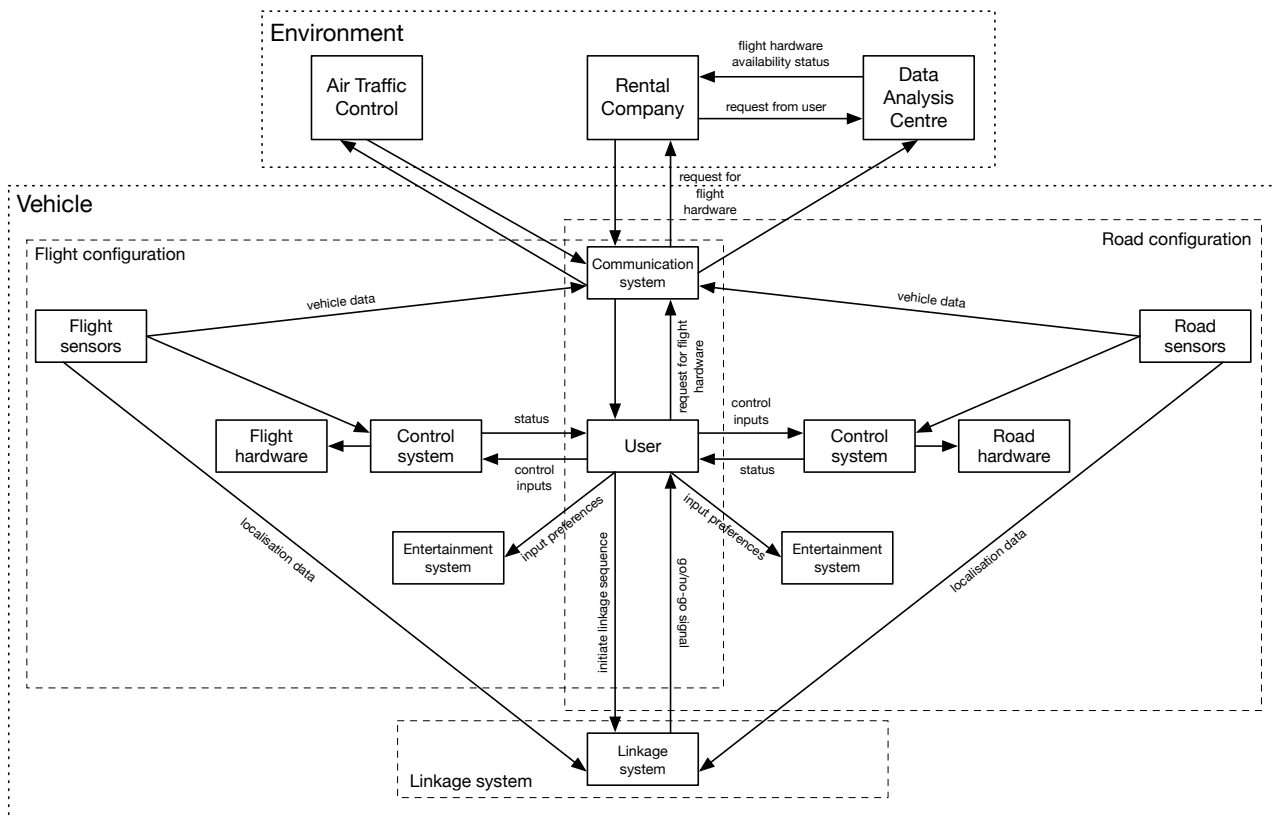 Environment
Air Traffic
Control
Rental
Company
flight hardware
availability status
request from user
Data
Analysis
Centre
request for
flight
hardware
Vehicle
Flight configuration
Road configuration
Communication
system
vehicle data
vehicle data
Flight
sensors
Road
sensors
request for flight
hardware
status
control
inputs
Flight
hardware
Control
system
User
Control
system
Road
hardware
control
inputs
status
input preferences
input preferences
Entertainment
system
Entertainment
system
localisation data
localisation data
initiate linkage sequence
go/no-go signal
Linkage
system
Linkage system